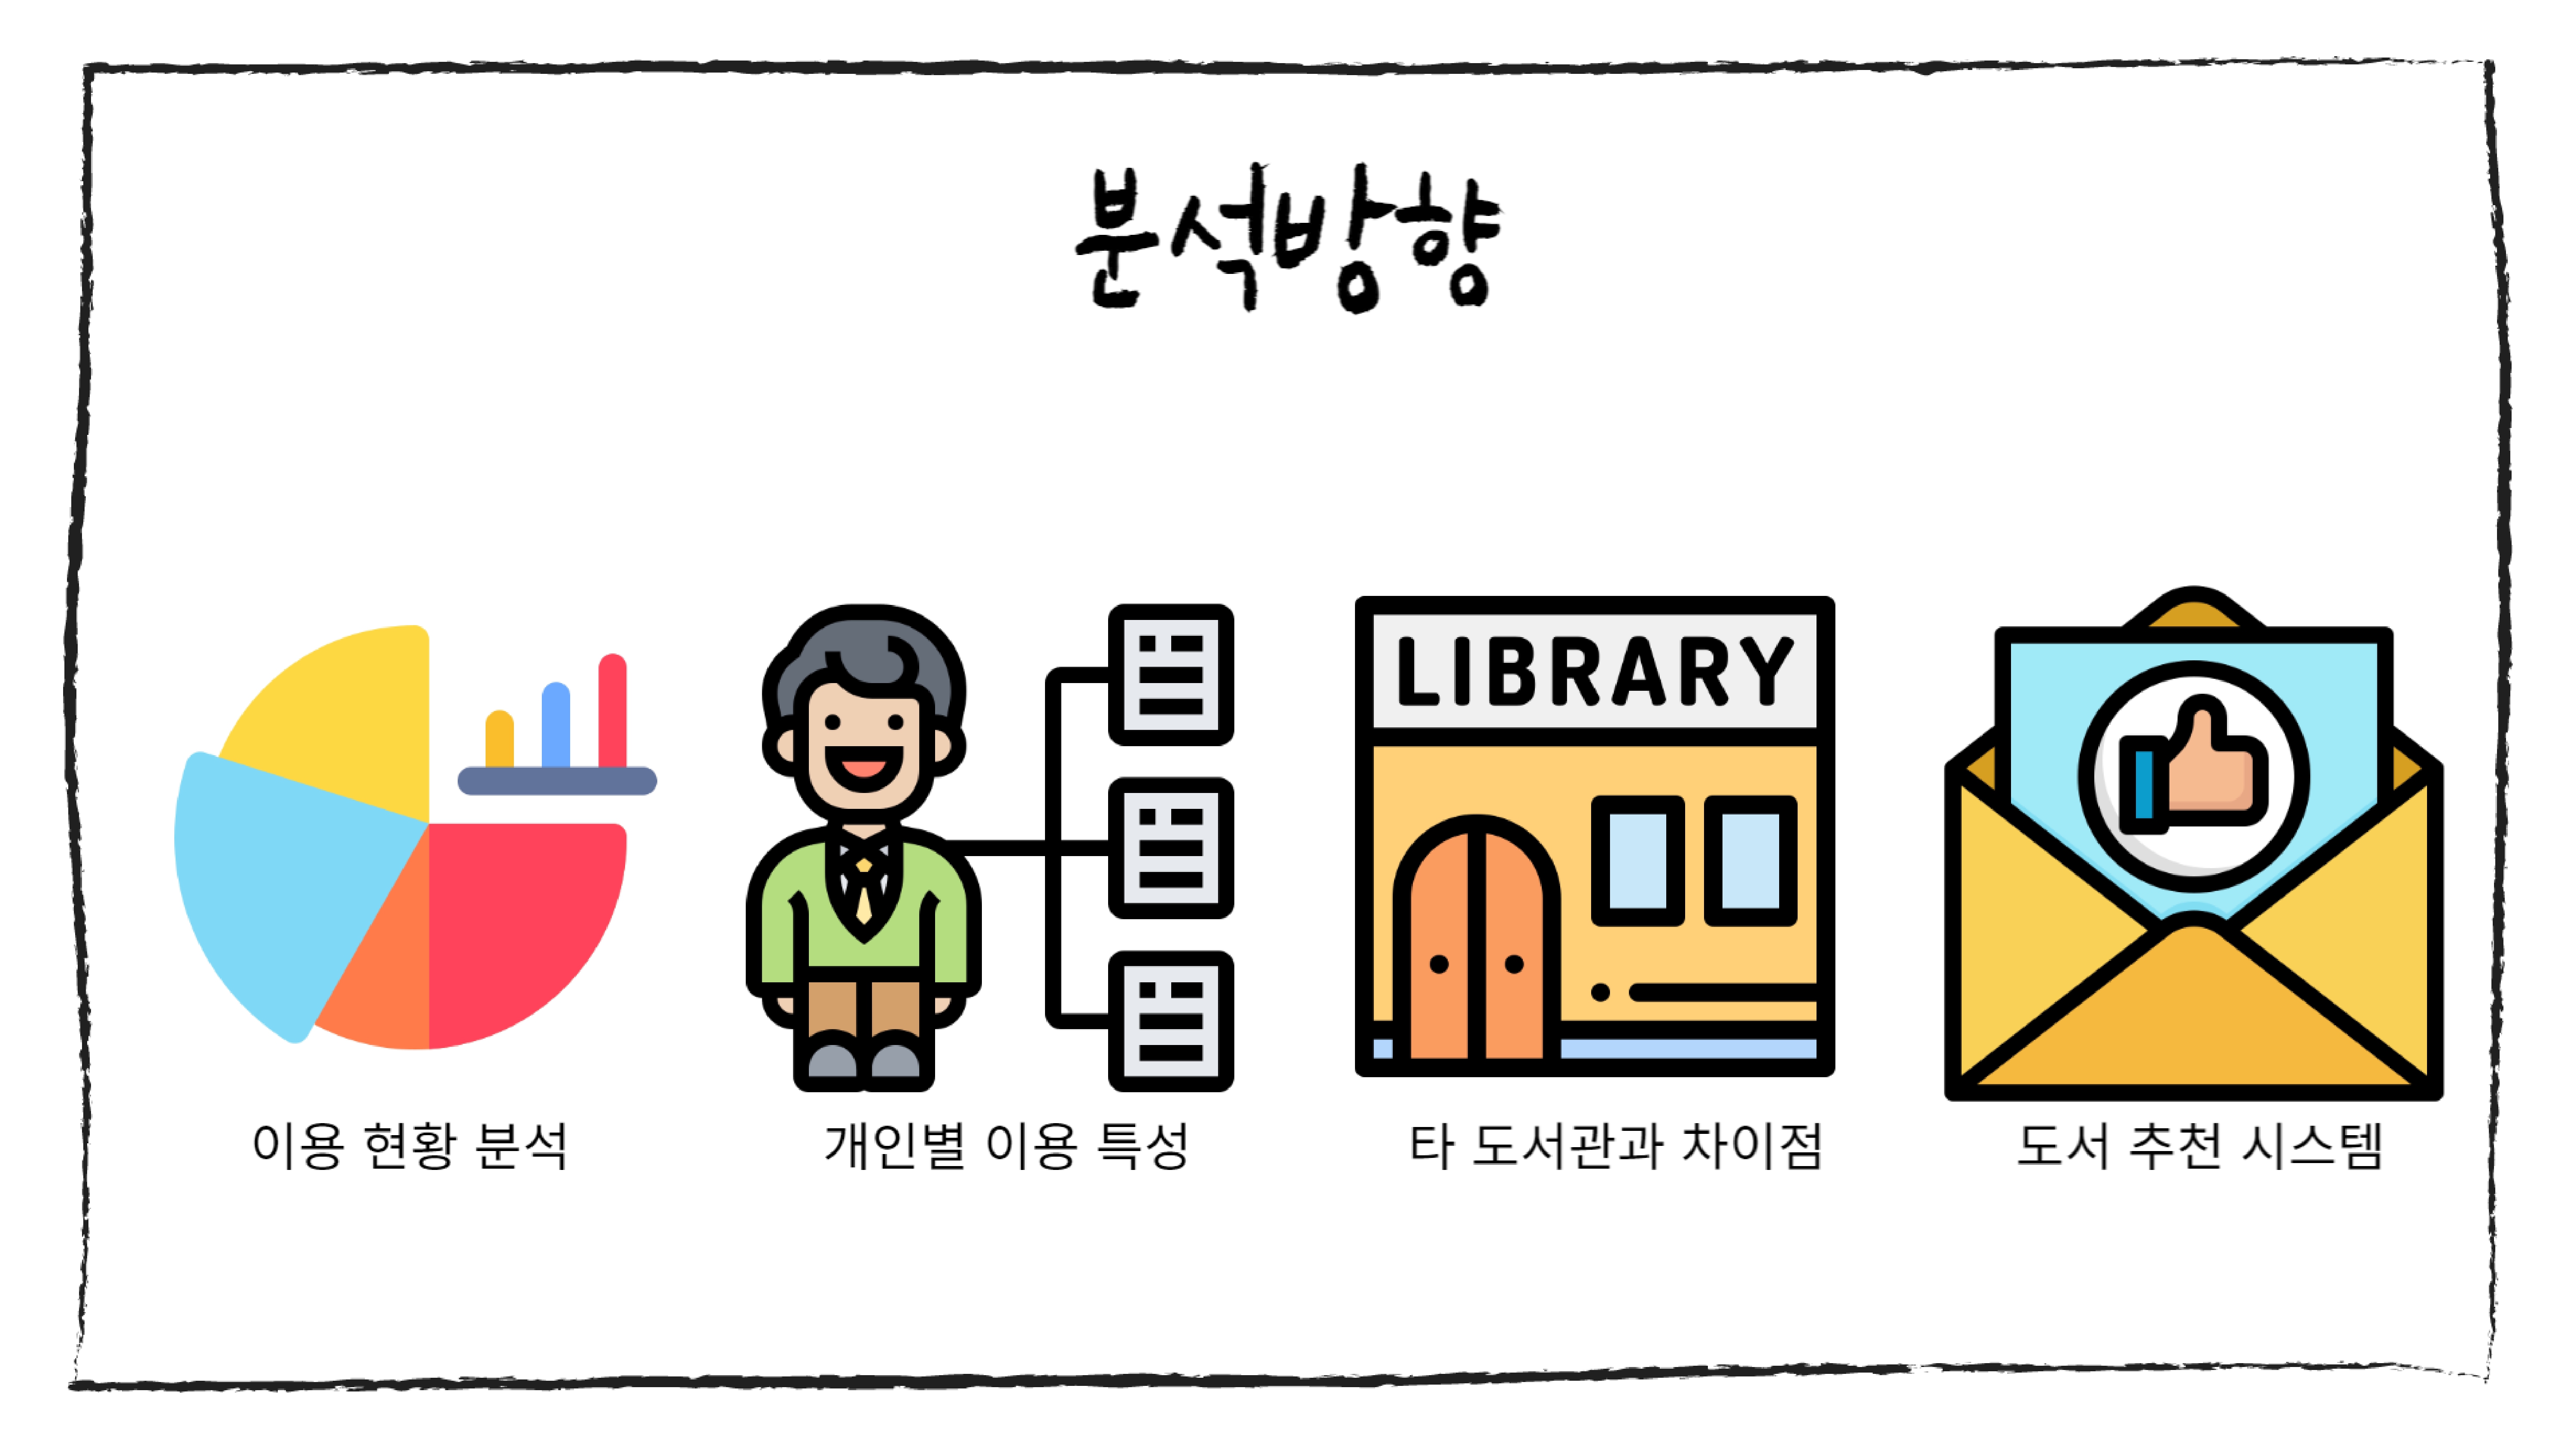 분석방향
LIBRARY
이용 현황 분석
개인별 이용 특성
타 도서관과 차이점
도서 추천 시스템